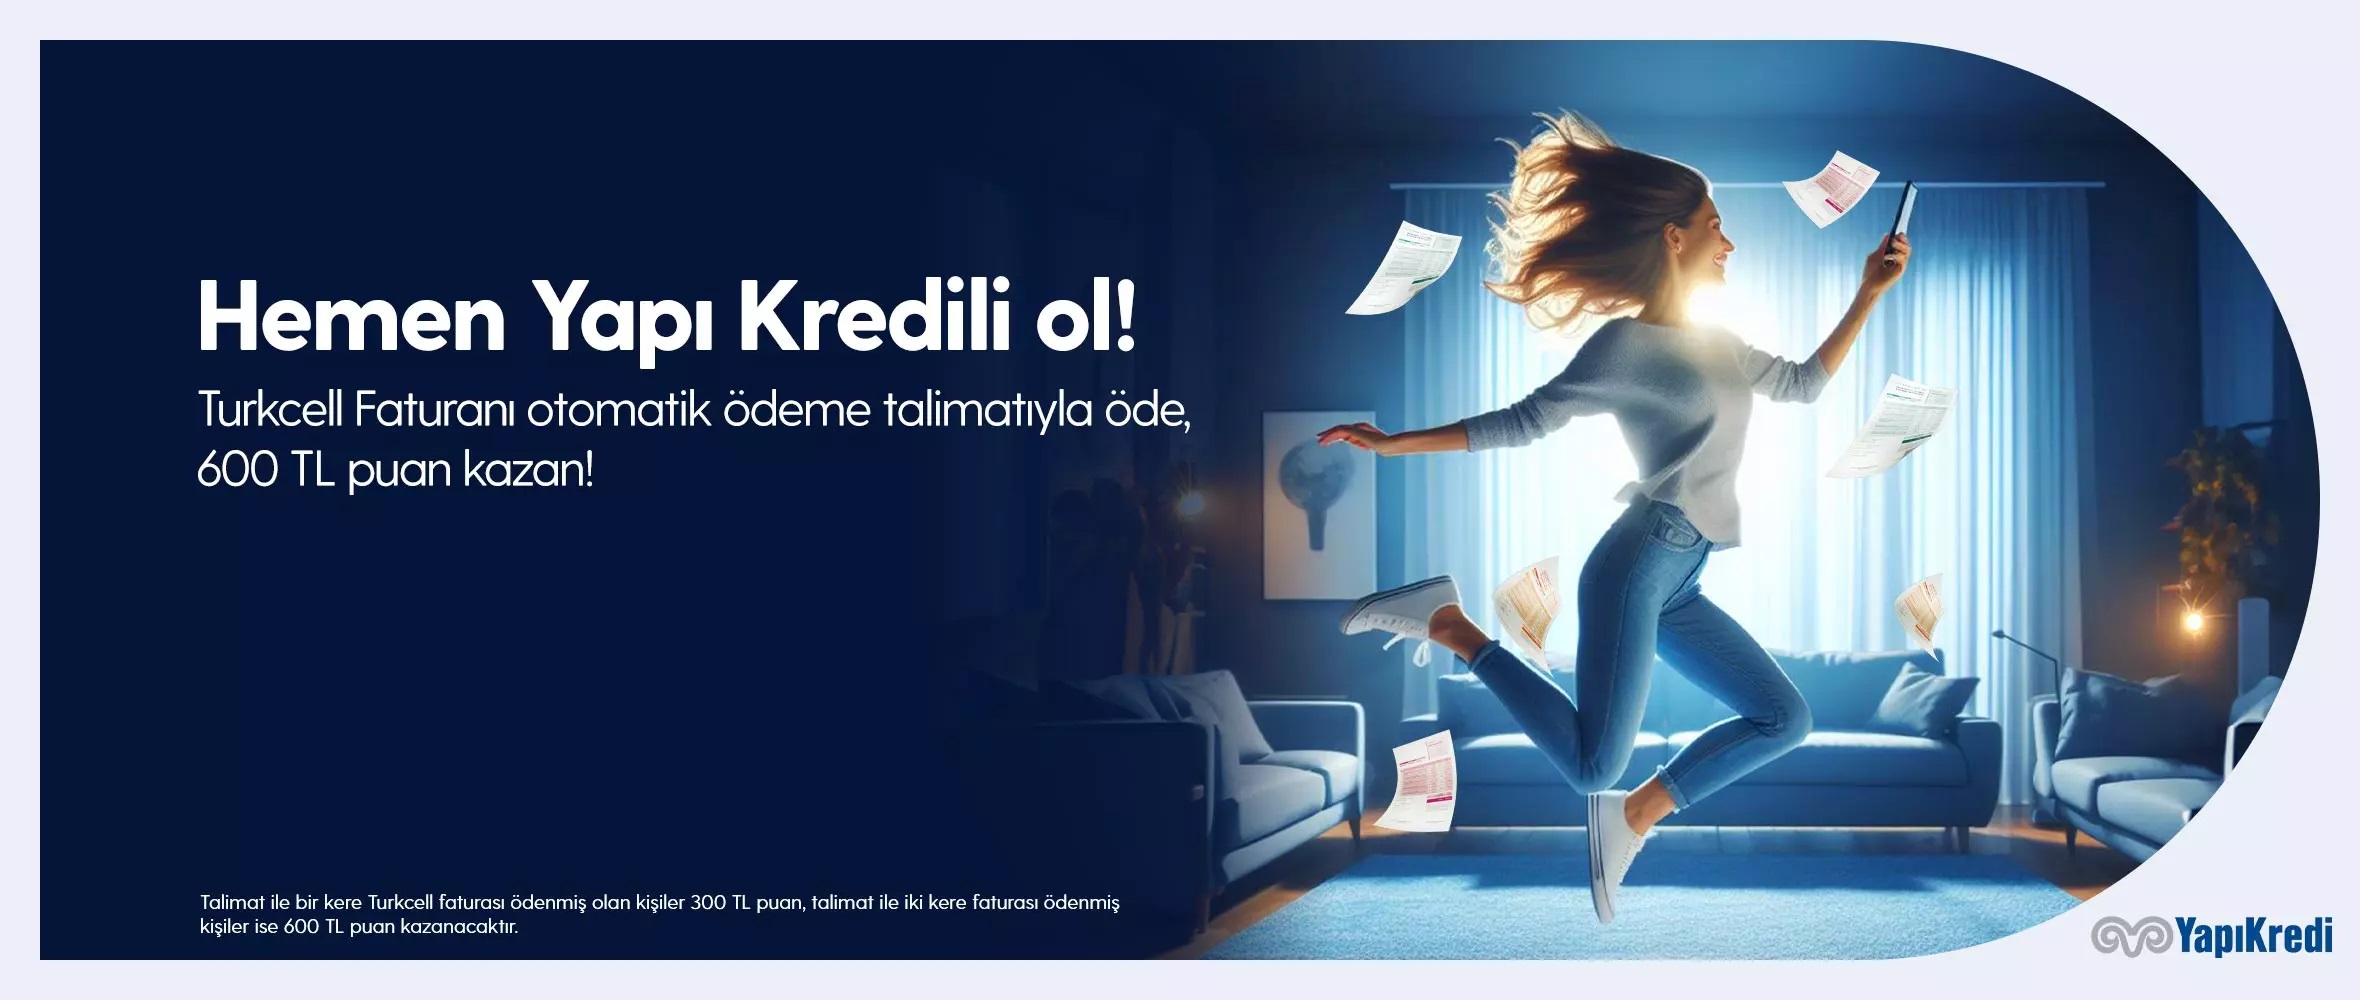 Hemen Yapı Kredili ol!
Turkcell Faturanı otomatik ödeme talimatıyla öde,
600 TL puan kazan!
Talimat ile bir kere Turkcell faturası ödenmiş olan kişiler 300 TL puan, talimat ile iki kere faturası ödenmiş
kişiler ise 600 TL puan kazanacaktır.
YapıKredi